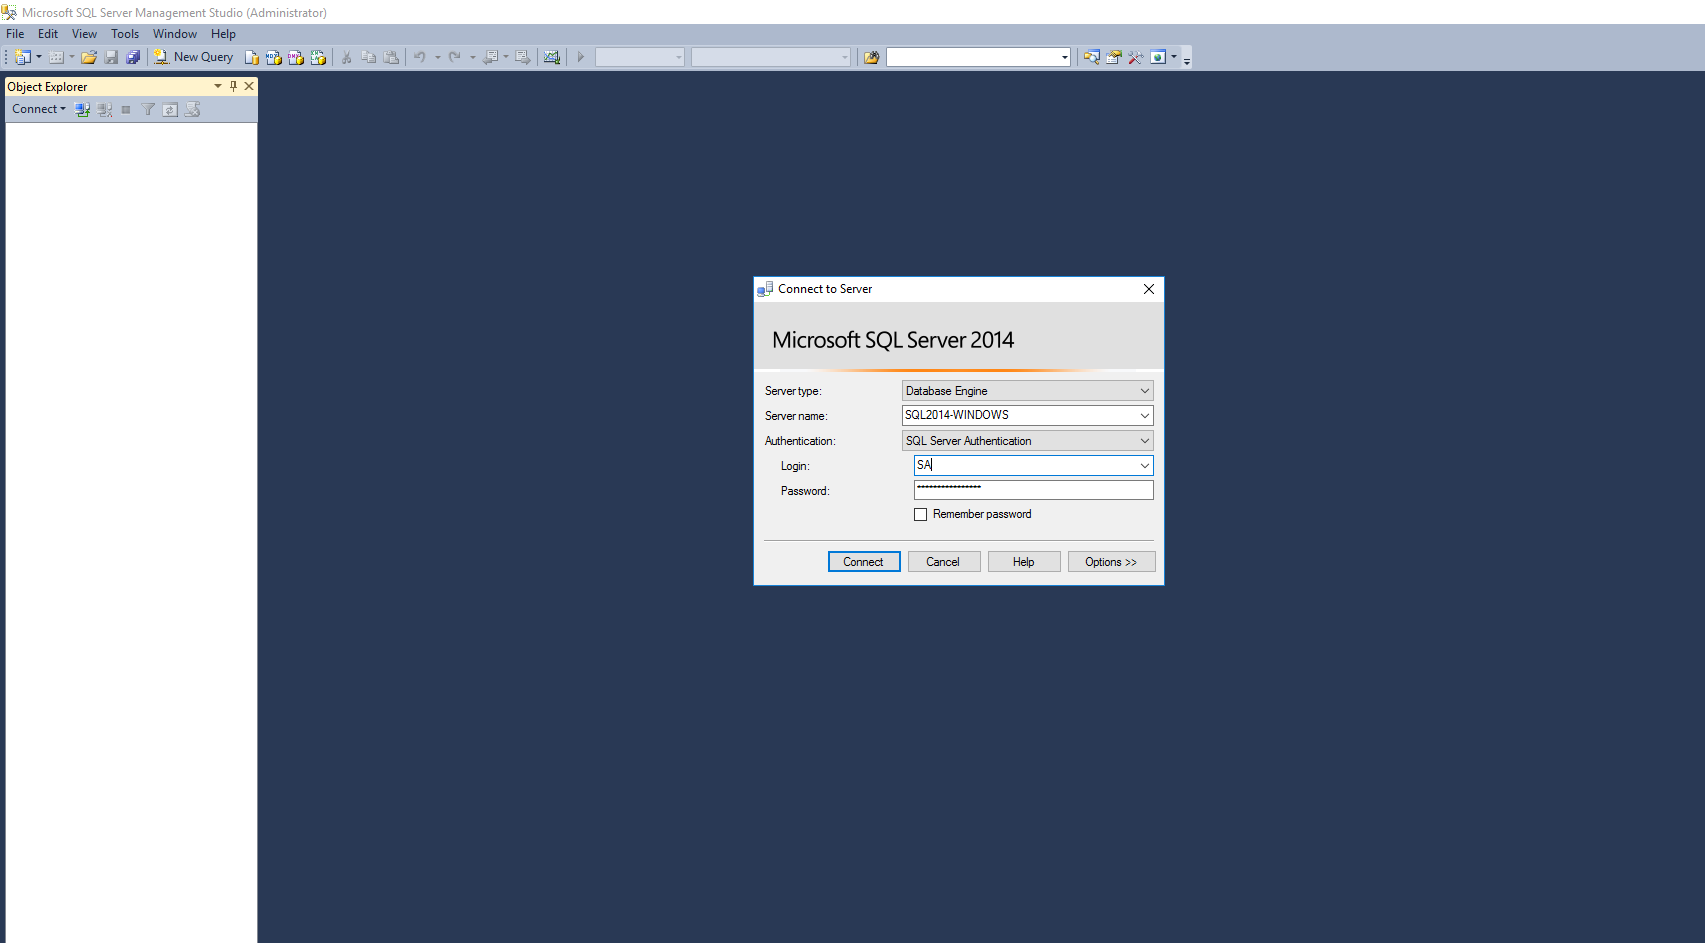 Microsoft SQL Server Management Studio (Administrator)
File Edit View Tools Window Help
New Query
Object Explorer
Connect
Connect to Server
Microsoft SQL Server 2014
Server type: Database Engine
Server name: SQL2014-WINDOWS
Authentication: SQL Server Authentication
Login: SA
Password: ****************
Remember password
Connect Cancel Help Options >>